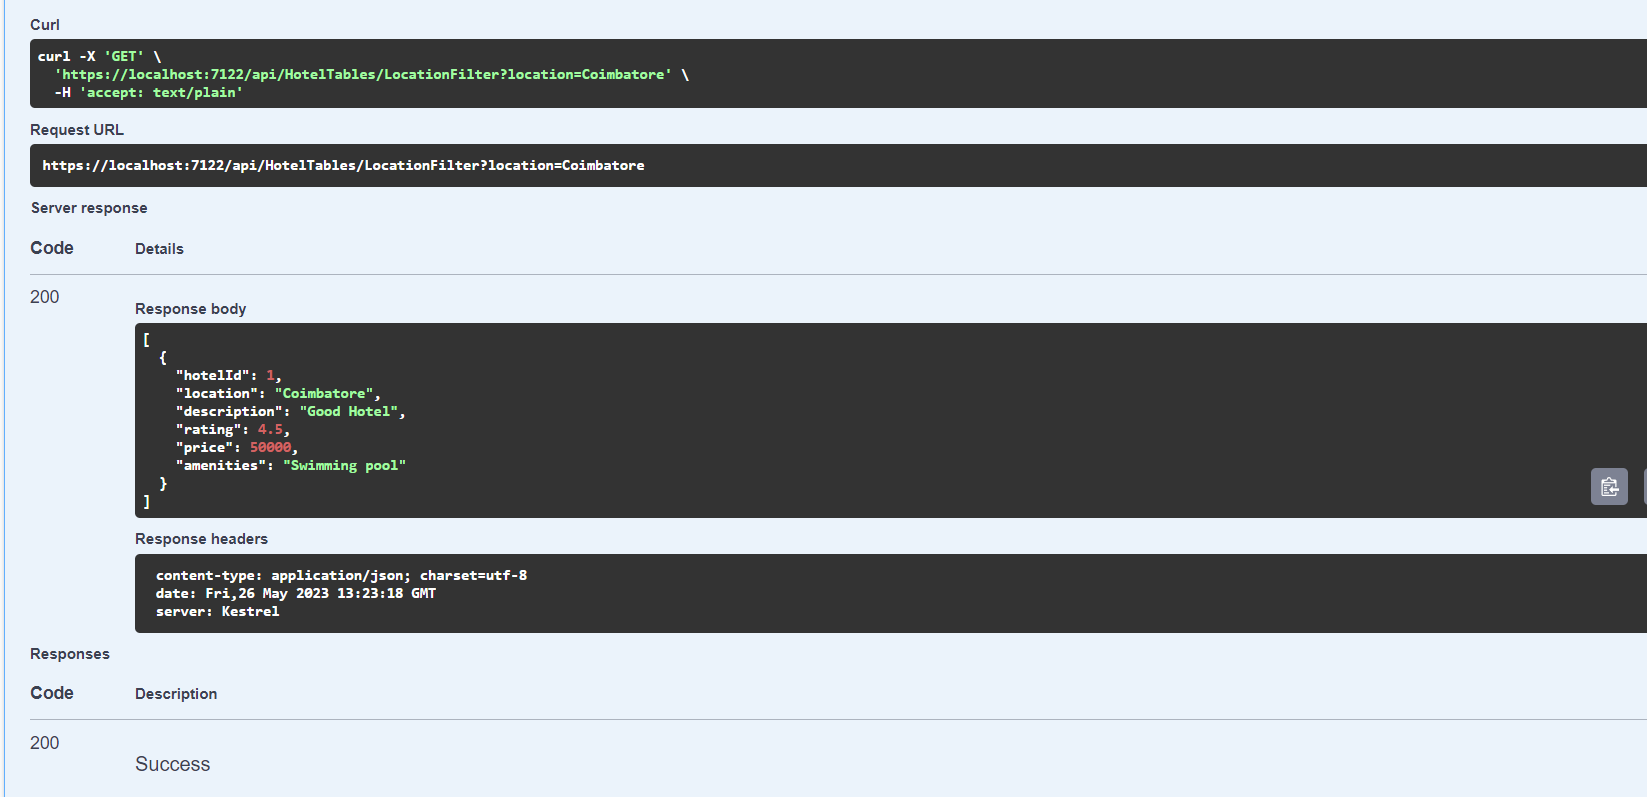 Curl
curl -X 'GET' \
  'https://localhost:7122/api/HotelTables/LocationFilter?location=Coimbatore' \
  -H 'accept: text/plain'
Request URL
https://localhost:7122/api/HotelTables/LocationFilter?location=Coimbatore
Server response
Code Details
200
Response body
[
  {
    "hotelId": 1,
    "location": "Coimbatore",
    "description": "Good Hotel",
    "rating": 4.5,
    "price": 50000,
    "amenities": "Swimming pool"
  }
]
Response headers
content-type: application/json; charset=utf-8
date: Fri,26 May 2023 13:23:18 GMT
server: Kestrel
Responses
Code Description
200
Success